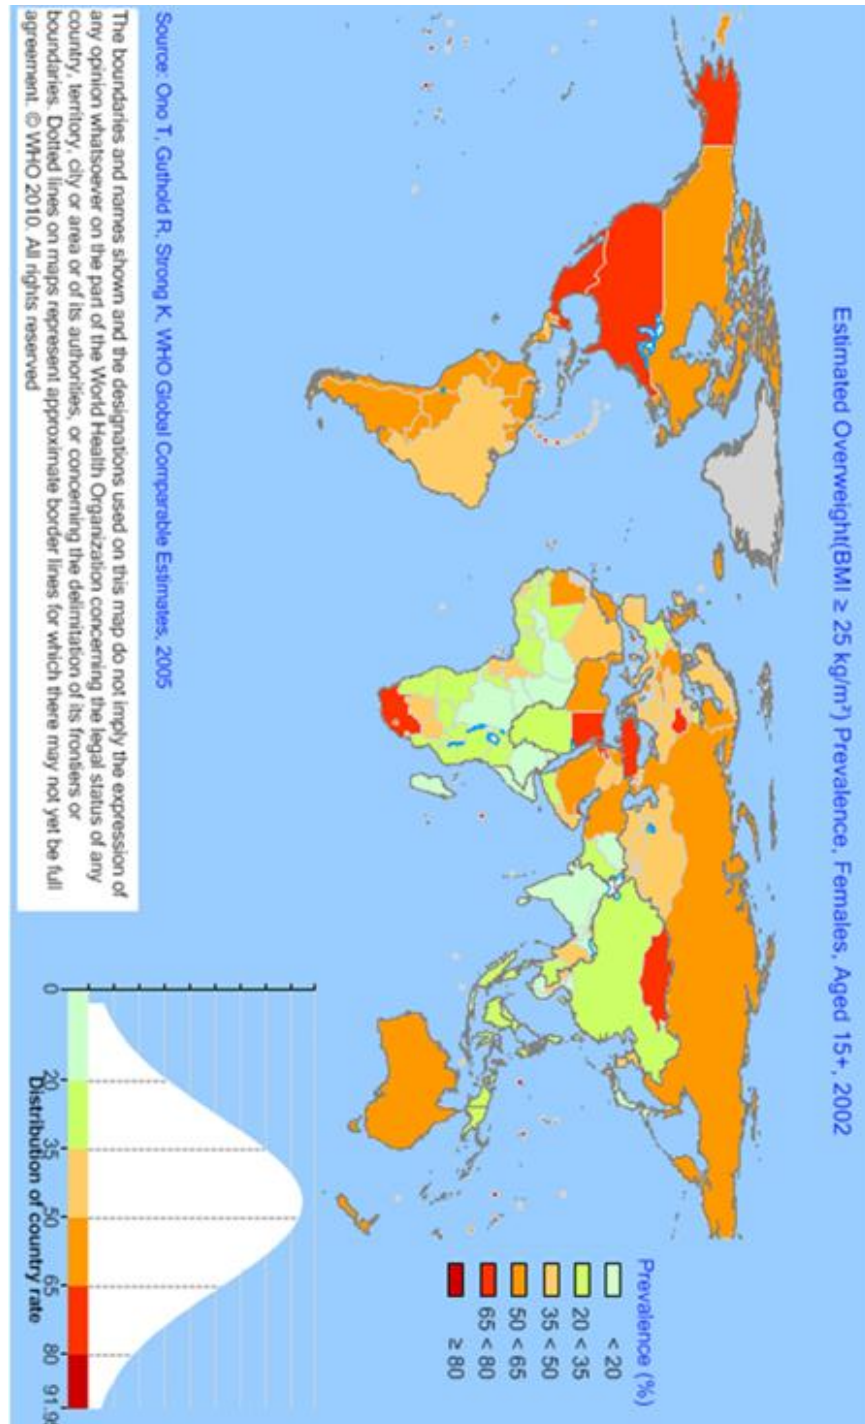 Estimated Overweight(BMI ≥ 25 kg/m²) Prevalence, Females, Aged 15+, 2002
Prevalence (%)
< 20
20 < 35
35 < 50
50 < 65
65 < 80
≥ 80
0 20 35 50 65 80 91.9
Distribution of country rate
Source: Ono T, Guthold R, Strong K, WHO Global Comparable Estimates, 2005
The boundaries and names shown and the designations used on this map do not imply the expression of
any opinion whatsoever on the part of the World Health Organization concerning the legal status of any
country, territory, city or area or of its authorities, or concerning the delimitation of its frontiers or
boundaries. Dotted lines on maps represent approximate border lines for which there may not yet be full
agreement. © WHO 2010. All rights reserved